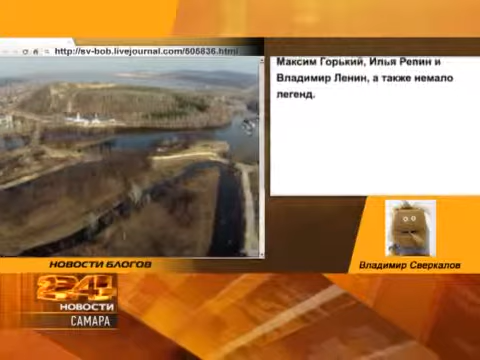 http://sv-bob.livejournal.com/505836.html
Максим Горький, Илья Репин и
Владимир Ленин, а также немало
легенд.
Владимир Сверкалов
НОВОСТИ БЛОГОВ
234
НОВОСТИ
САМАРА